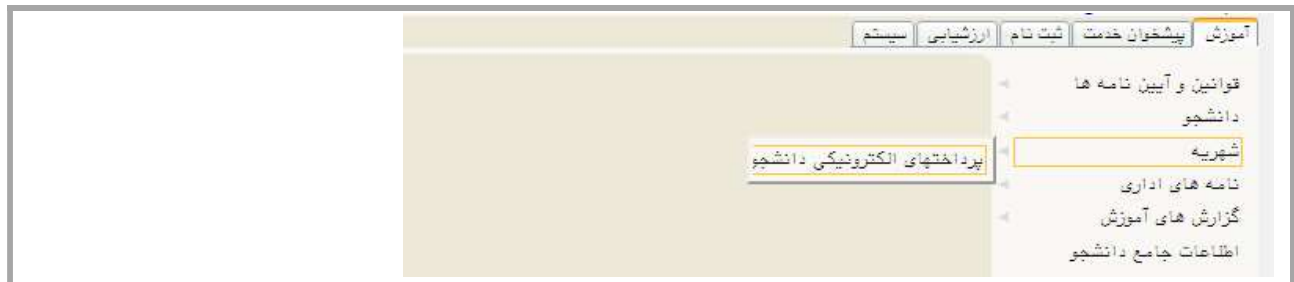 آموزش پیشخوان خدمت ثبت نام ارزشیابی سیستم
قوانین و آیین نامه ها
دانشجو
شهریه
پرداختهای الکترونیکی دانشجو
نامه های اداری
گزارش های آموزش
اطلاعات جامع دانشجو